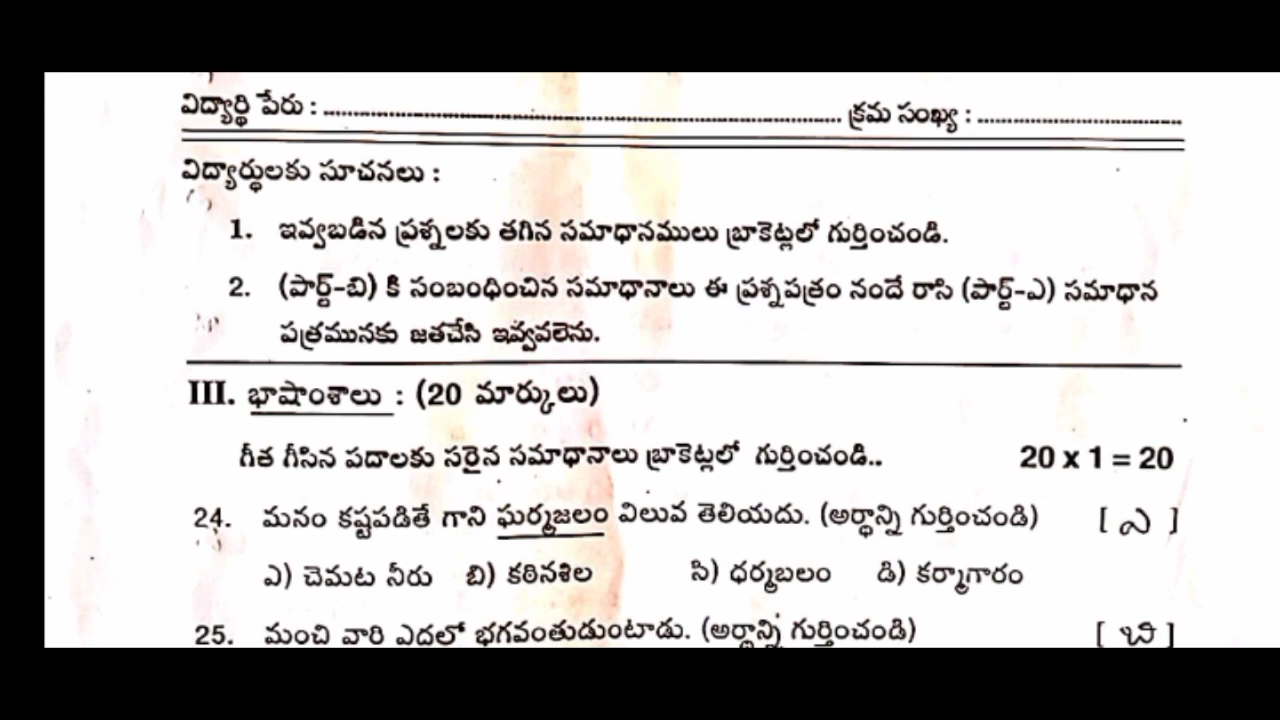 విద్యార్థి పేరు : ........................................................................................ క్రమ సంఖ్య : ...................................
విద్యార్థులకు సూచనలు :
1. ఇవ్వబడిన ప్రశ్నలకు తగిన సమాధానములు బ్రాకెట్లలో గుర్తించండి.
2. (పార్ట్-బి) కి సంబంధించిన సమాధానాలు ఈ ప్రశ్నపత్రం నందే రాసి (పార్ట్-ఎ) సమాధాన
పత్రమునకు జతచేసి ఇవ్వవలెను.
III. భాషాంశాలు : (20 మార్కులు)
గీత గీసిన పదాలకు సరైన సమాధానాలు బ్రాకెట్లలో గుర్తించండి.. 20 x 1 = 20
24. మనం కష్టపడితే గాని ఘర్మజలం విలువ తెలియదు. (అర్థాన్ని గుర్తించండి) [ ఎ ]
ఎ) చెమట నీరు బి) కఠినశిల సి) ధర్మబలం డి) కర్మాగారం
25. మంచి వారి ఎదలో భగవంతుడుంటాడు. (అర్థాన్ని గుర్తించండి) [ బి ]